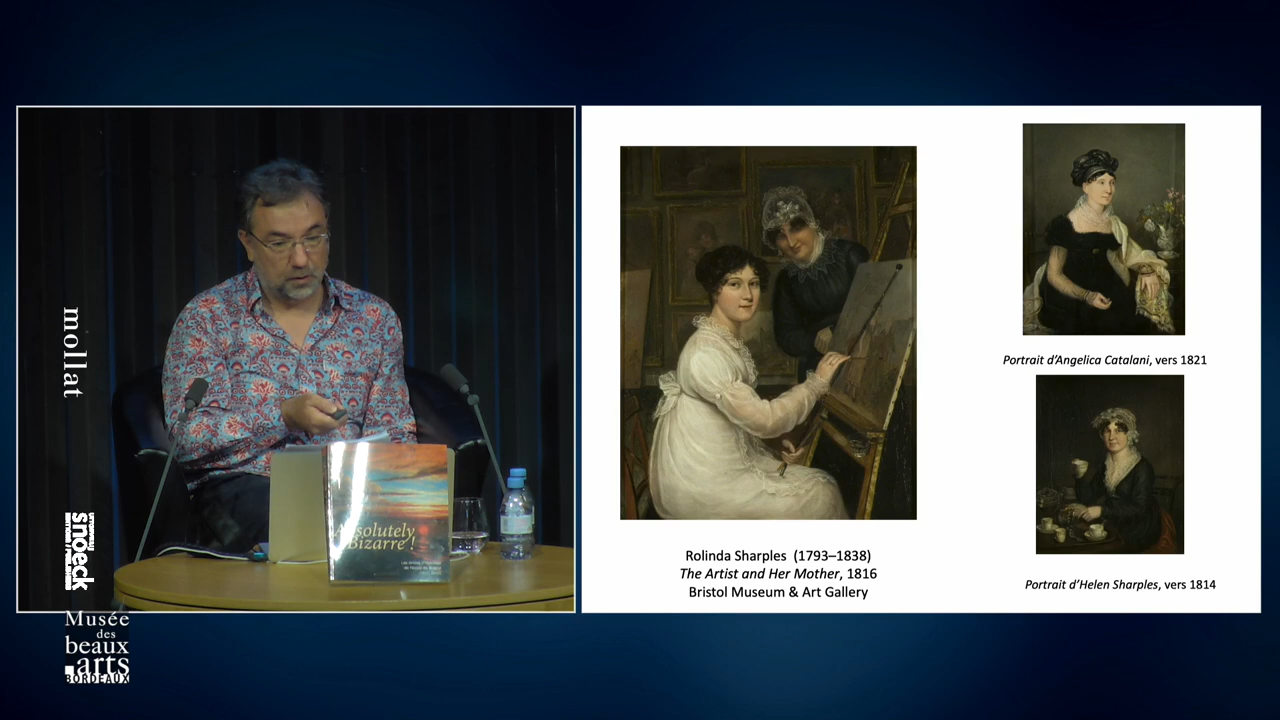 mollat
snoeck
Musée
des
beaux
.arts
BORDEAUX
Absolutely
Bizarre !
Rolinda Sharples (1793–1838)
The Artist and Her Mother, 1816
Bristol Museum & Art Gallery
Portrait d’Angelica Catalani, vers 1821
Portrait d’Helen Sharples, vers 1814